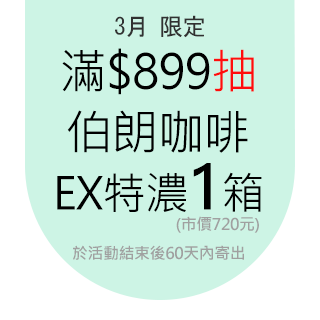 3月 限定
滿$899抽
伯朗咖啡
EX特濃1箱
(市價720元)
於活動結束後60天內寄出